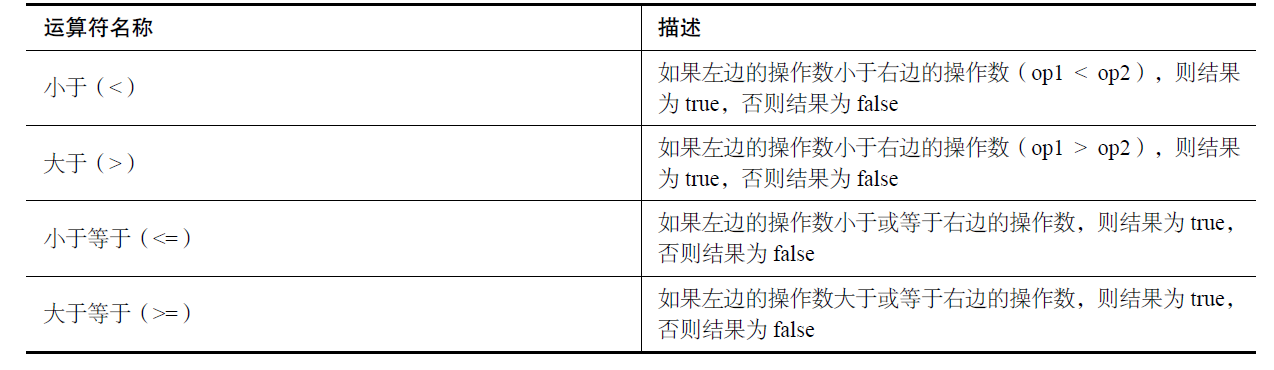 运算符名称
描述
小于（<）
如果左边的操作数小于右边的操作数（op1 < op2），则结果
为 true，否则结果为 false
大于（>）
如果左边的操作数小于右边的操作数（op1 > op2），则结果
为 true，否则结果为 false
小于等于（<=）
如果左边的操作数小于或等于右边的操作数，则结果为 true，
否则结果为 false
大于等于（>=）
如果左边的操作数大于或等于右边的操作数，则结果为 true，
否则结果为 false